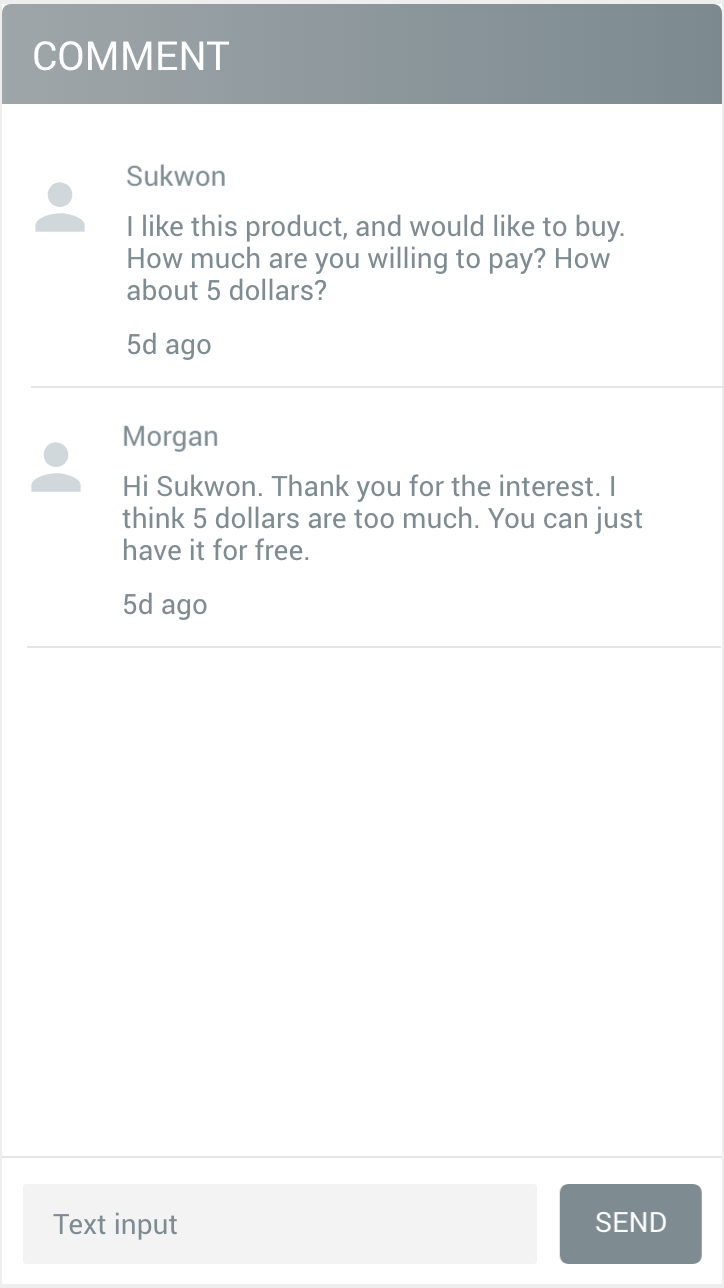 COMMENT
Sukwon
I like this product, and would like to buy.
How much are you willing to pay? How
about 5 dollars?
5d ago
Morgan
Hi Sukwon. Thank you for the interest. I
think 5 dollars are too much. You can just
have it for free.
5d ago
Text input
SEND